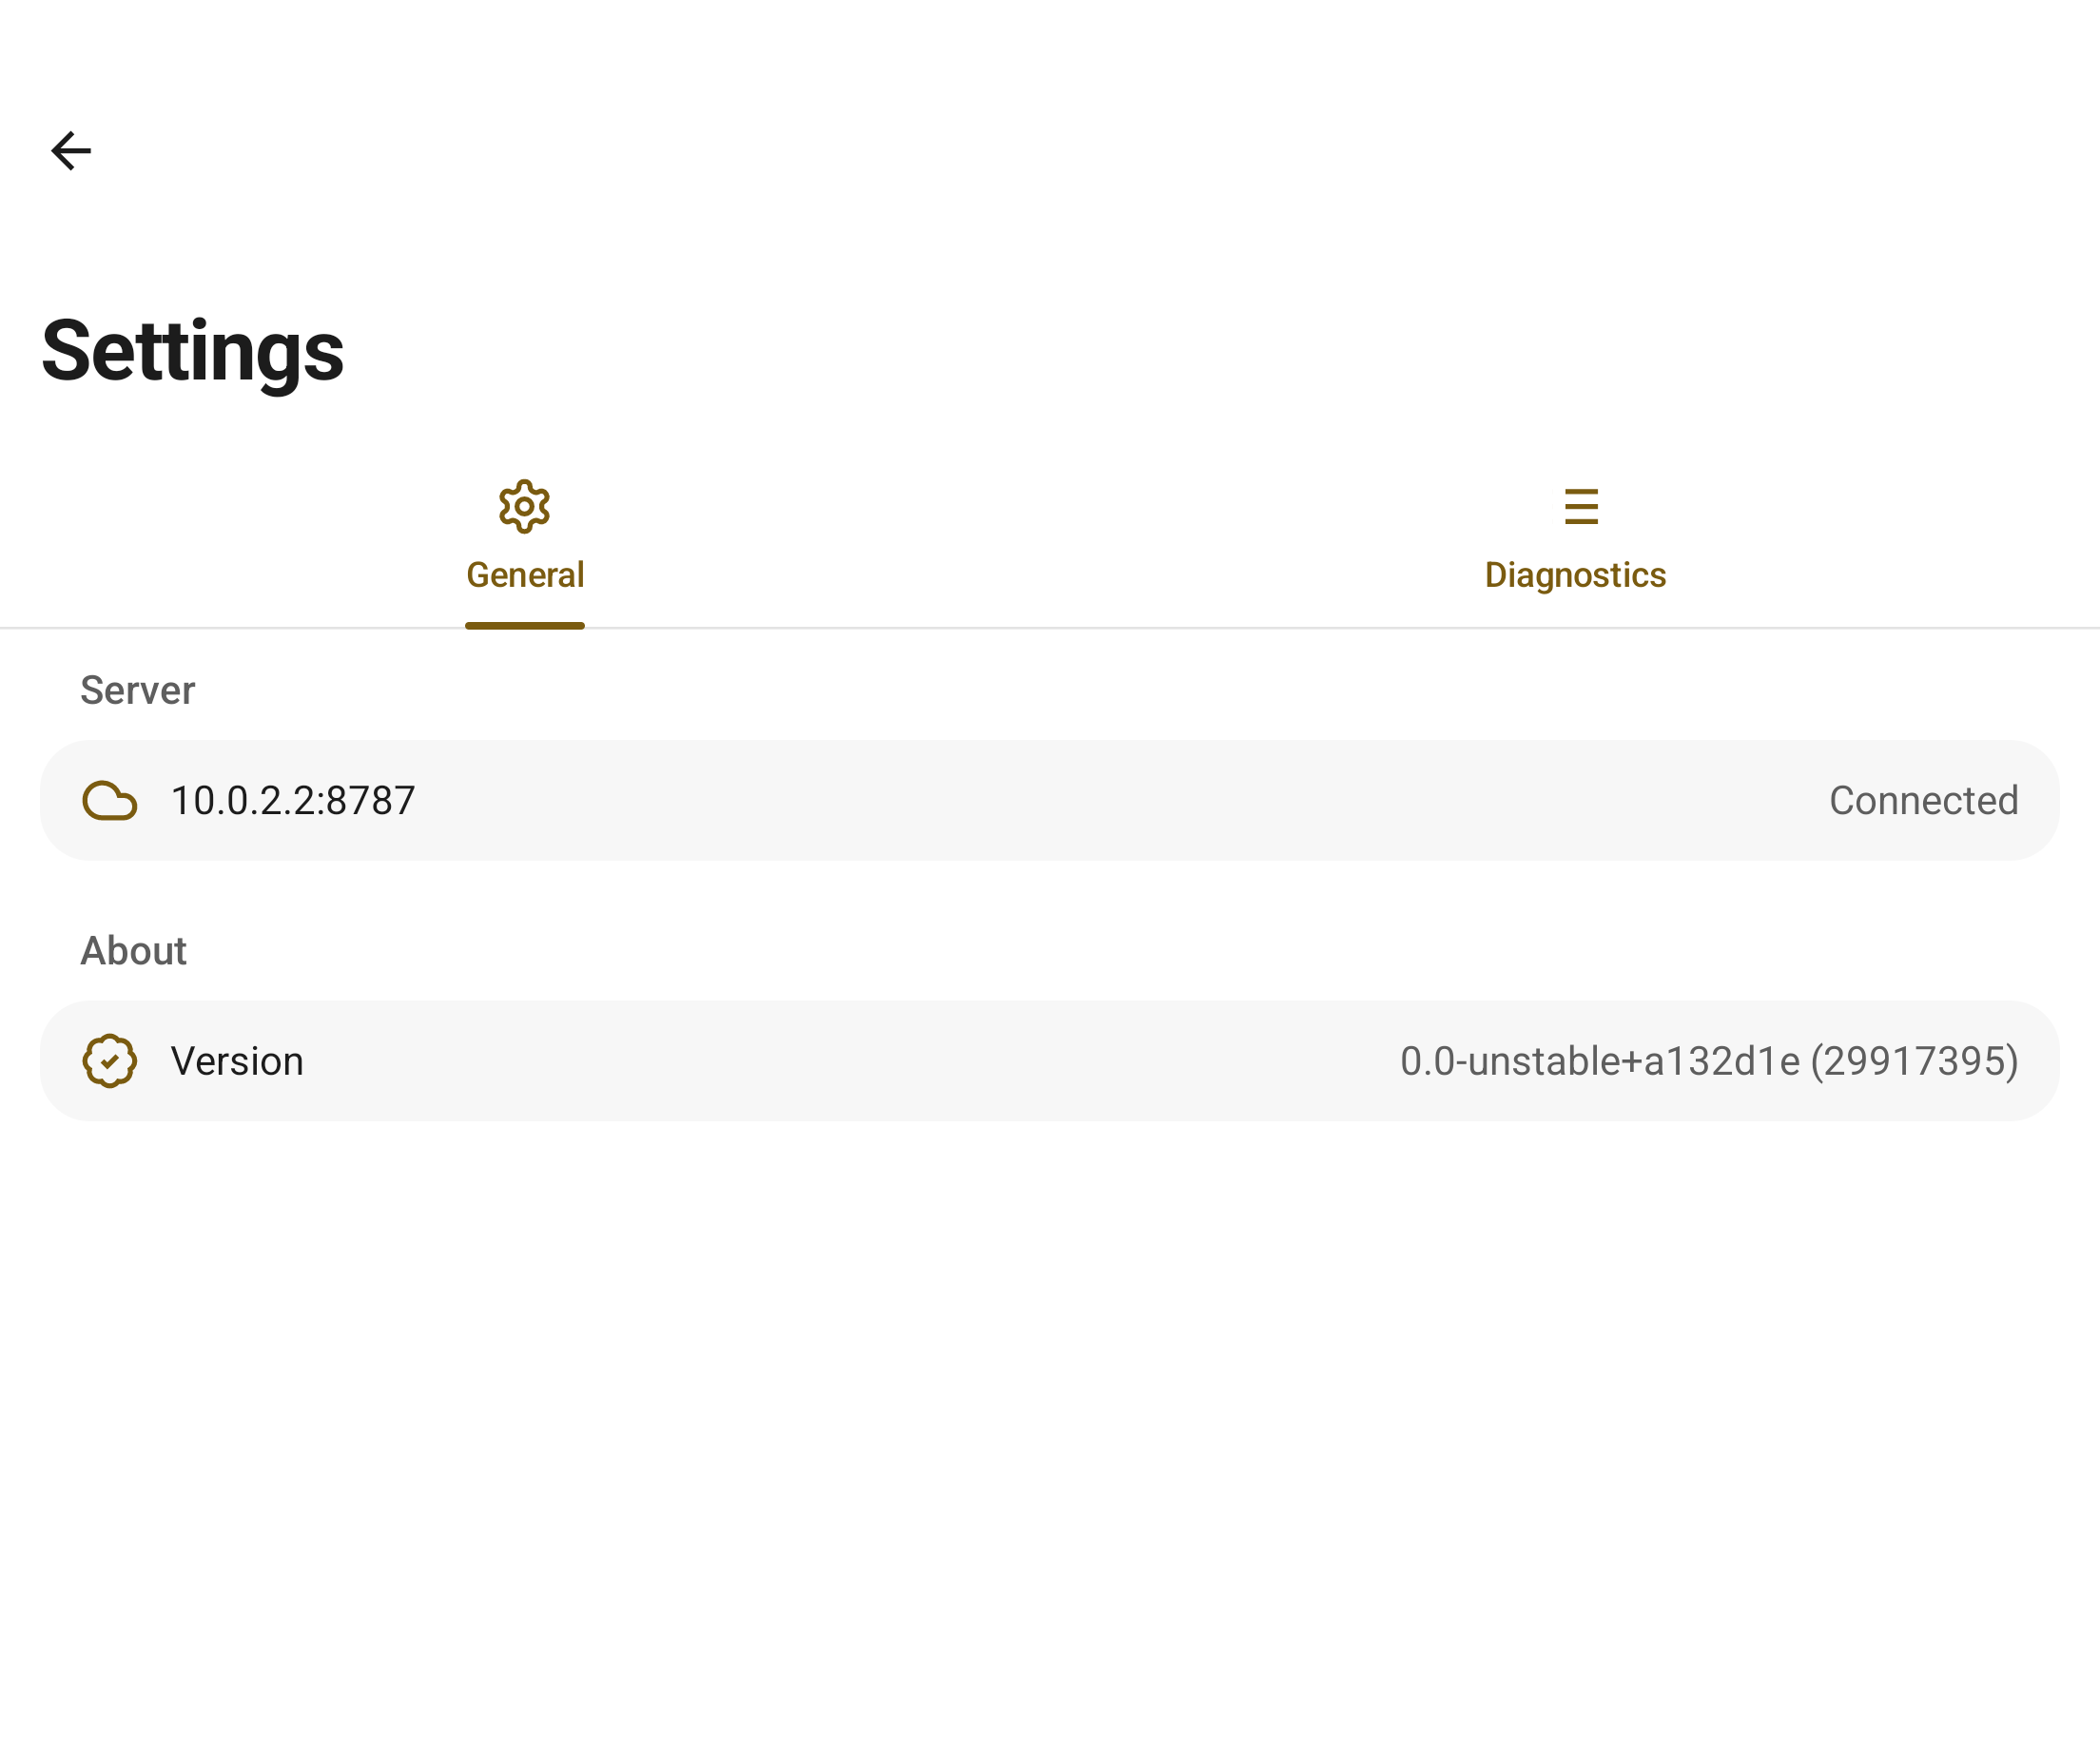 Settings
General
Diagnostics
Server
10.0.2.2:8787
Connected
About
Version
0.0-unstable+a132d1e (29917395)